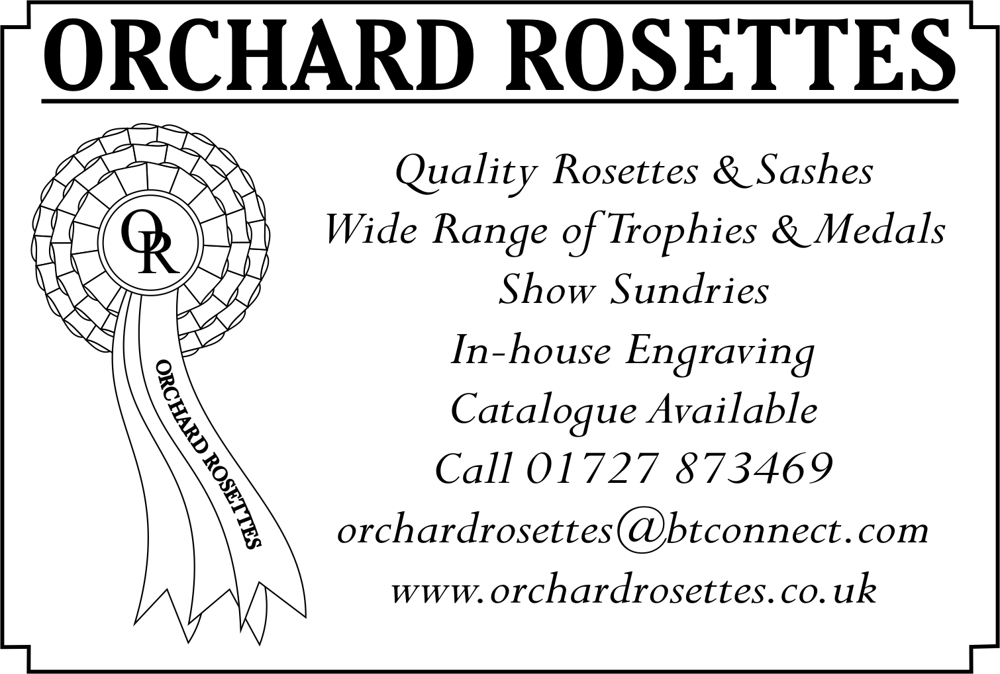 ORCHARD ROSETTES
OR
ORCHARD ROSETTES
Quality Rosettes & Sashes
Wide Range of Trophies & Medals
Show Sundries
In-house Engraving
Catalogue Available
Call 01727 873469
orchardrosettes@btconnect.com
www.orchardrosettes.co.uk